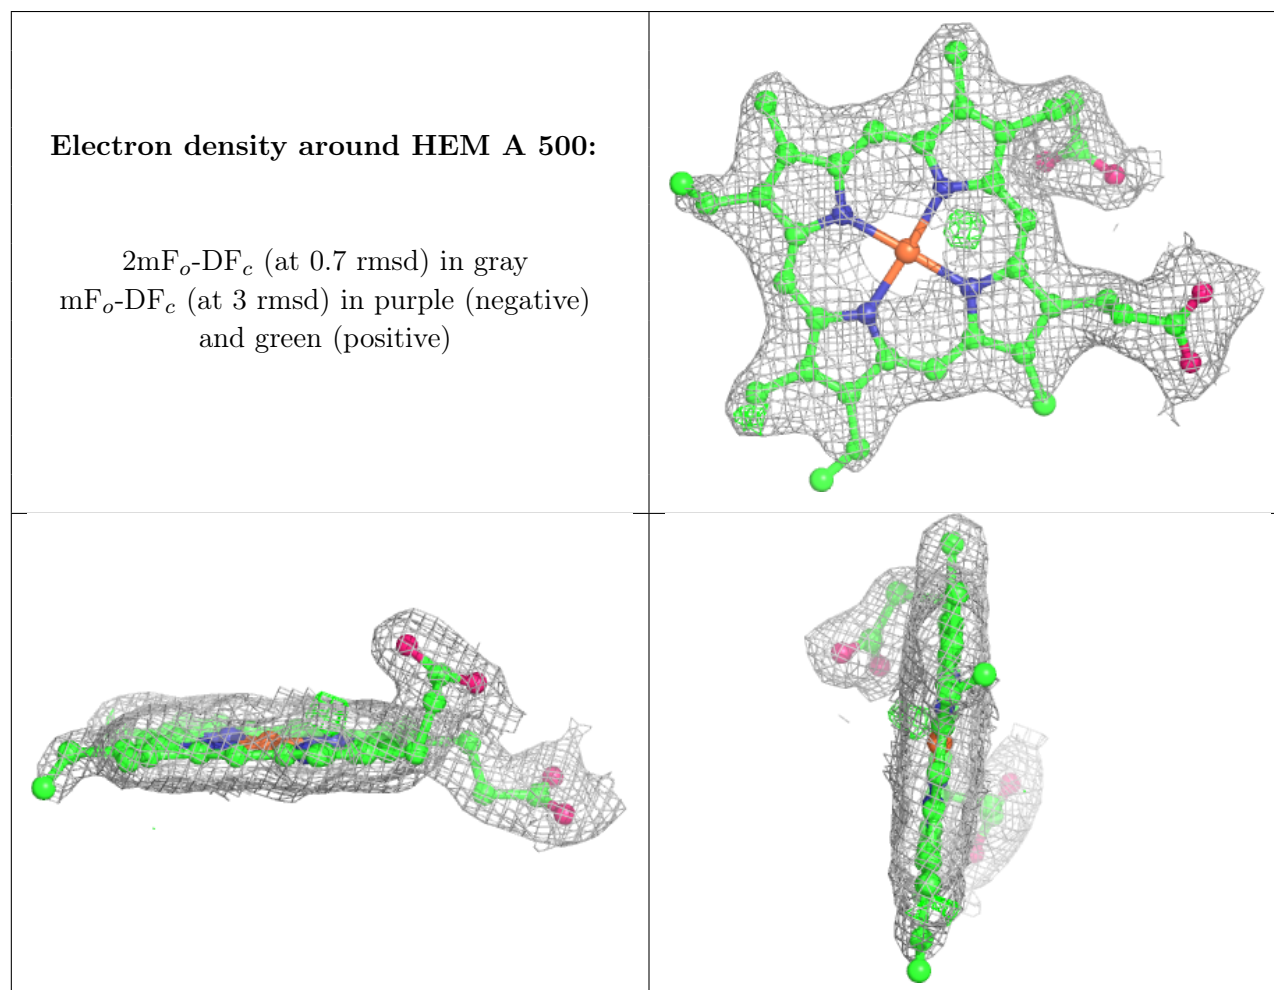 Electron density around HEM A 500:
2mFo-DFc (at 0.7 rmsd) in gray
mFo-DFc (at 3 rmsd) in purple (negative)
and green (positive)